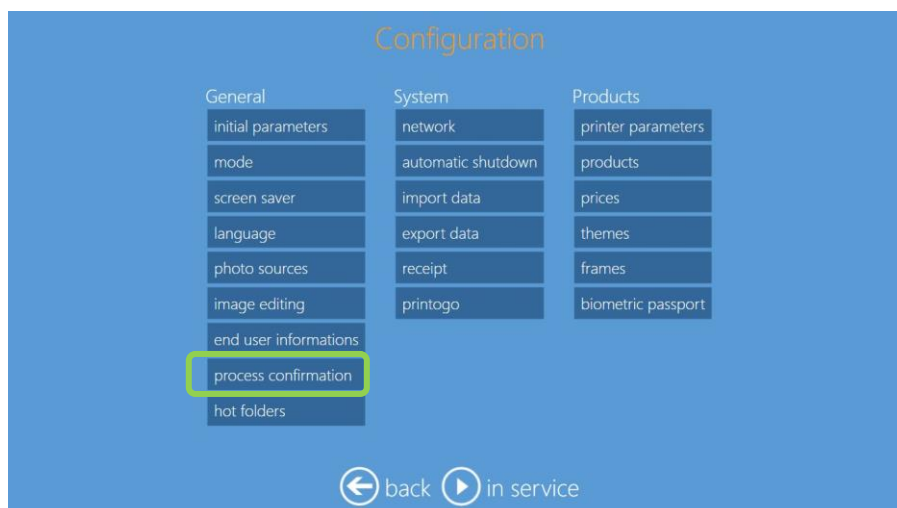 Configuration
General
initial parameters
mode
screen saver
language
photo sources
image editing
end user informations
process confirmation
hot folders
System
network
automatic shutdown
import data
export data
receipt
printogo
Products
printer parameters
products
prices
themes
frames
biometric passport
back in service